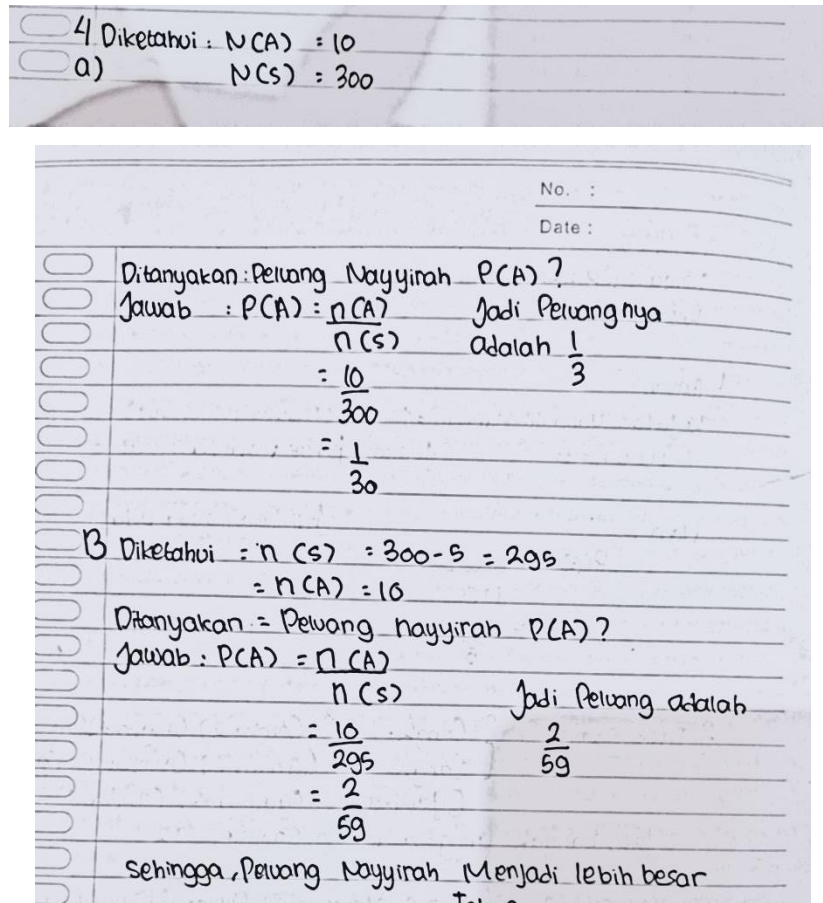 4 Diketahui : N(A) : 10
a) N(S) : 300
No. :
Date :
Ditanyakan : Peluang Nayyirah P(A) ?
Jawab : P(A) : n(A) / n(S)
Jadi Peluangnya
adalah 1/3
: 10/300
= 1/30
B Diketahui = n (S) : 300 - 5 = 295
= n(A) = 10
Ditanyakan = Peluang nayyirah P(A) ?
Jawab : P(A) = n (A) / n (S)
Jadi Peluang adalah
2/59
: 10/295
= 2/59
Sehingga, Peluang Nayyirah Menjadi lebih besar